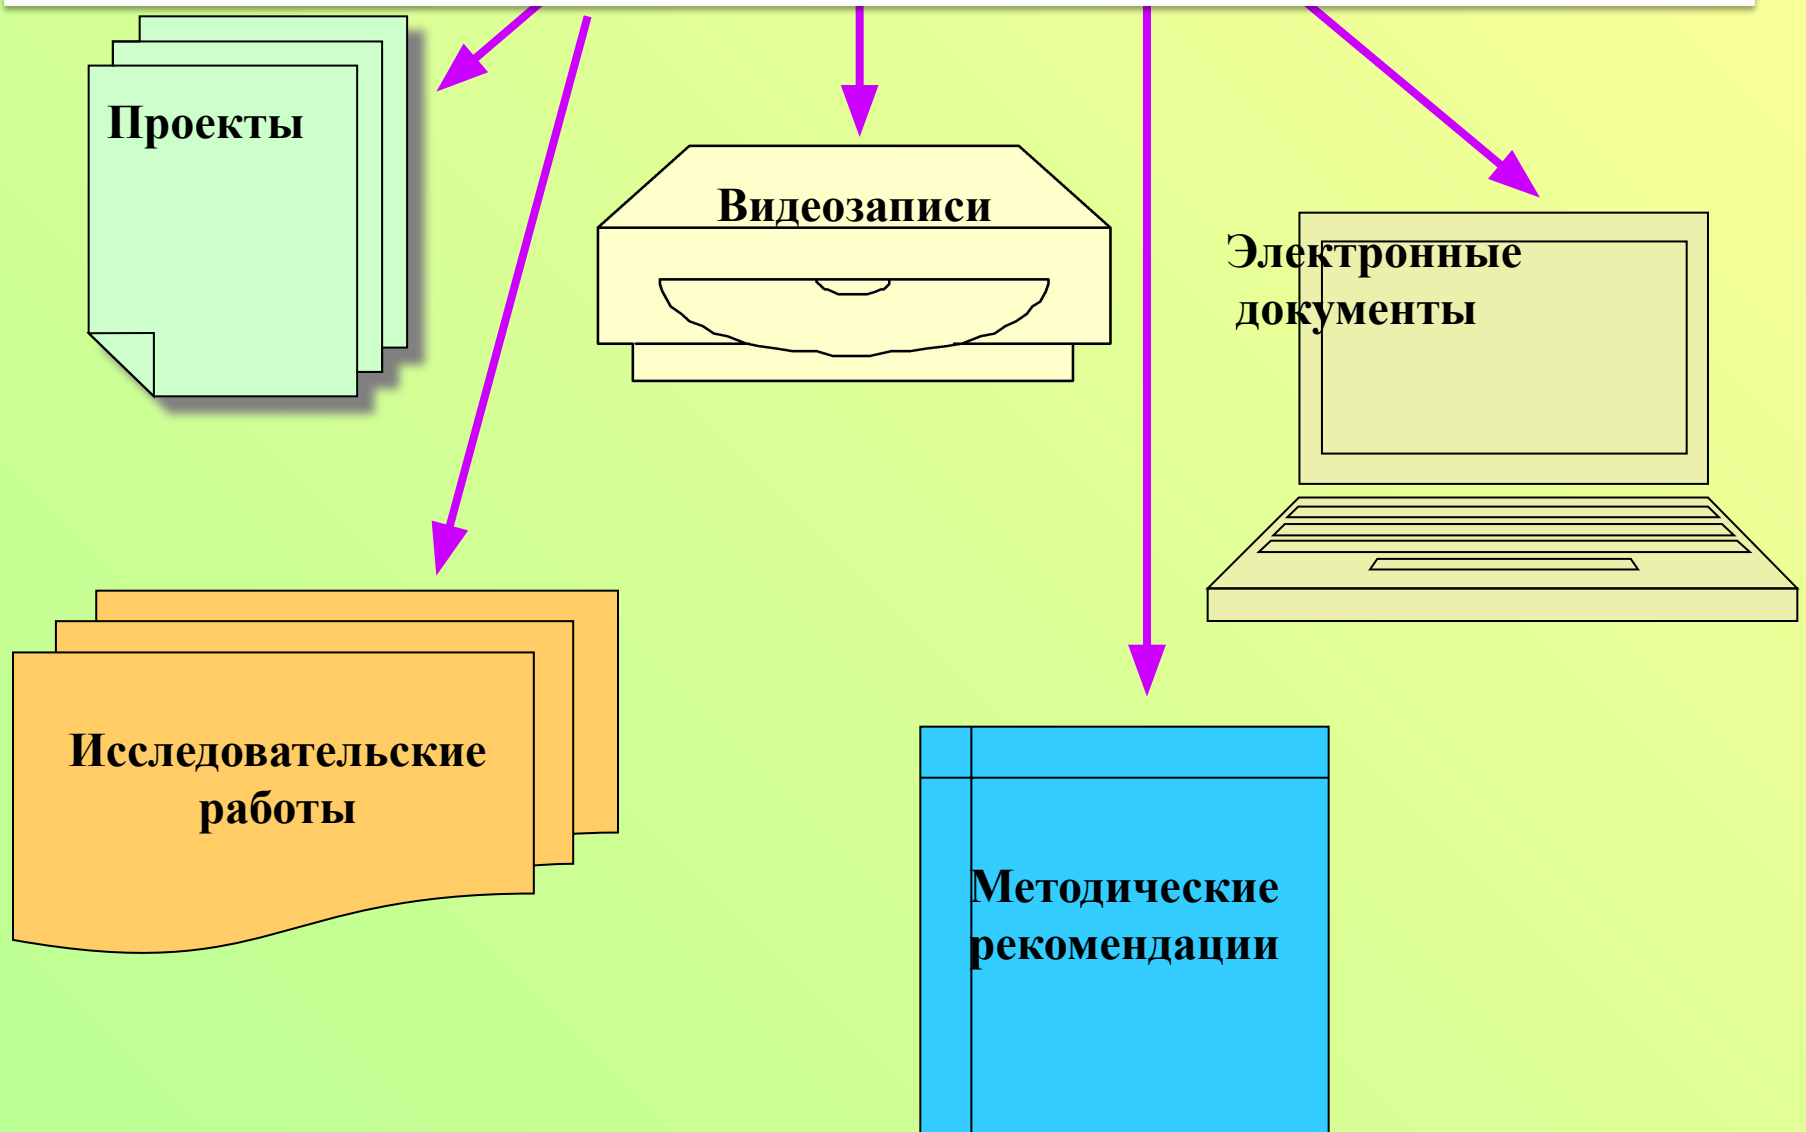 Проекты
Видеозаписи
Электронные
документы
Исследовательские
работы
Методические
рекомендации